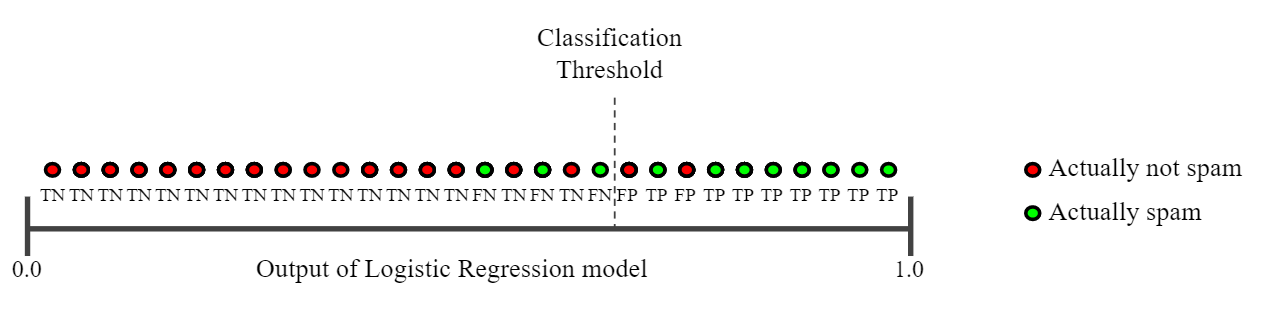 Classification
Threshold
TN TN TN TN TN TN TN TN TN TN TN TN TN TN TN FN TN FN TN FN FP TP FP TP TP TP TP TP TP TP
Actually not spam
Actually spam
0.0
Output of Logistic Regression model
1.0